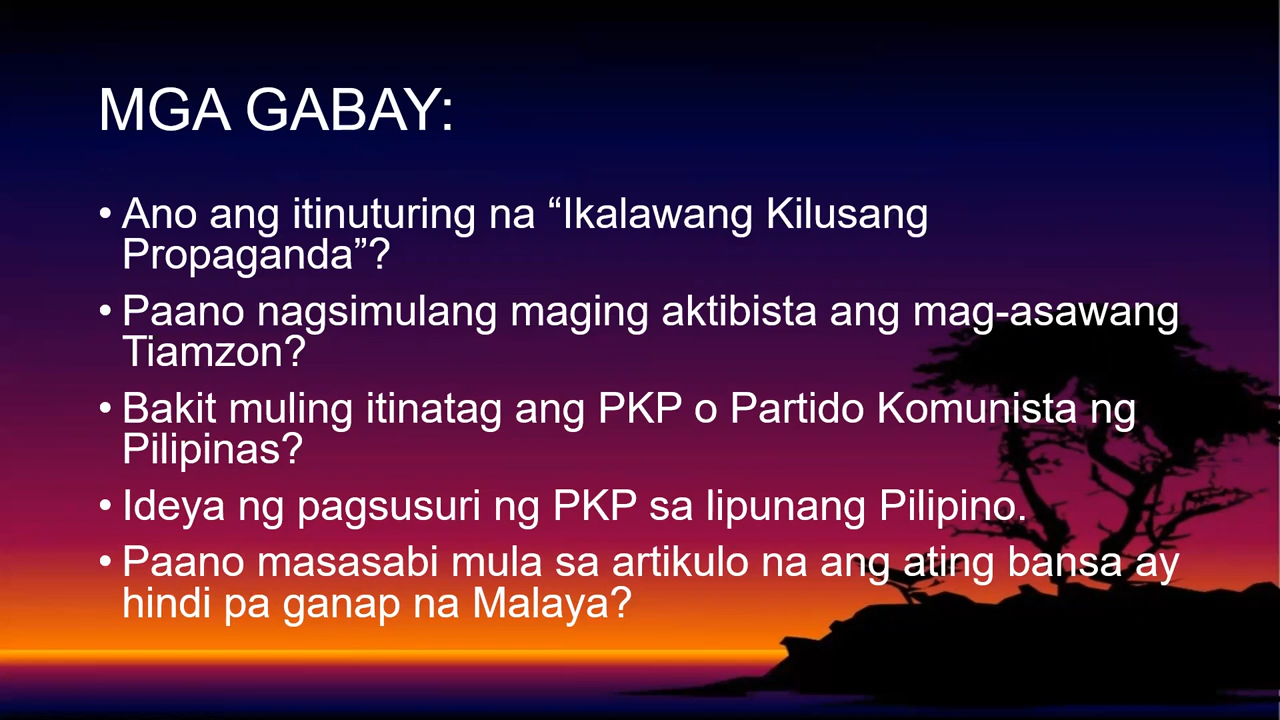 MGA GABAY:
• Ano ang itinuturing na “Ikalawang Kilusang
Propaganda”?
• Paano nagsimulang maging aktibista ang mag-asawang
Tiamzon?
• Bakit muling itinatag ang PKP o Partido Komunista ng
Pilipinas?
• Ideya ng pagsusuri ng PKP sa lipunang Pilipino.
• Paano masasabi mula sa artikulo na ang ating bansa ay
hindi pa ganap na Malaya?